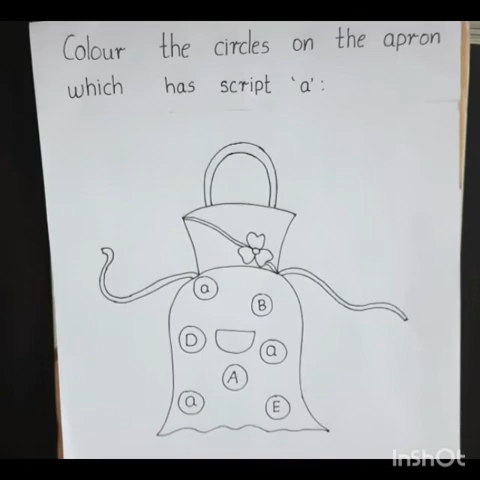 Colour the circles on the apron
which has script 'a':
a
B
D
a
A
a
E
InShOt